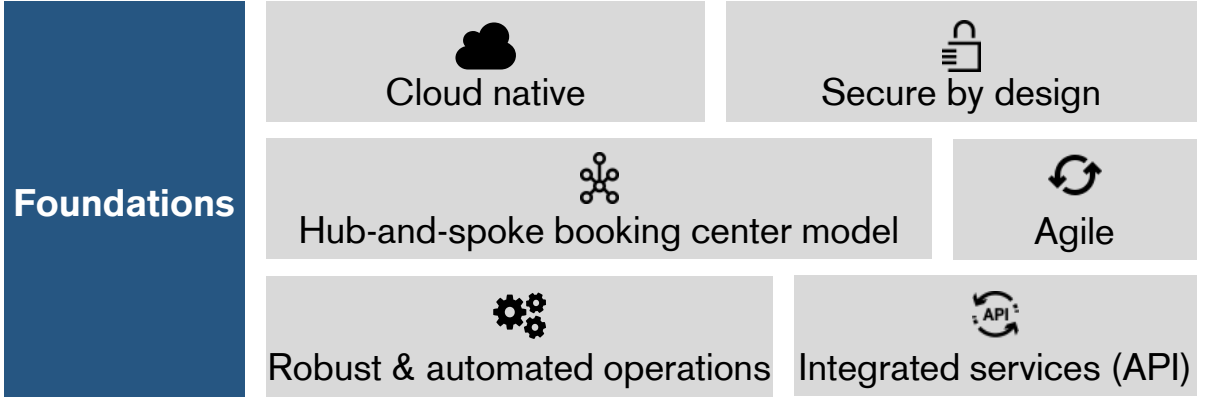 Foundations
Cloud native
Secure by design
Hub-and-spoke booking center model
Agile
Robust & automated operations
API
Integrated services (API)